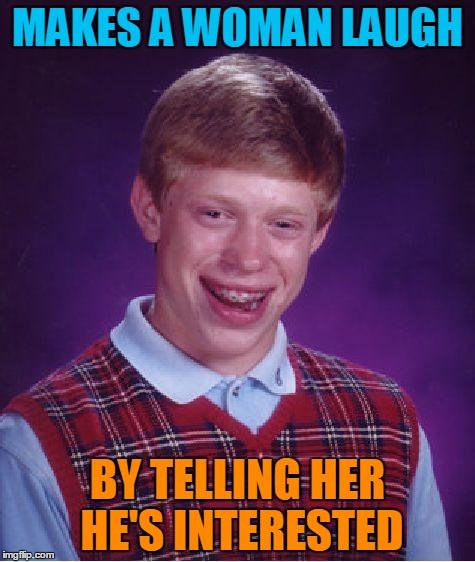 MAKES A WOMAN LAUGH
BY TELLING HER
HE'S INTERESTED
imgflip.com